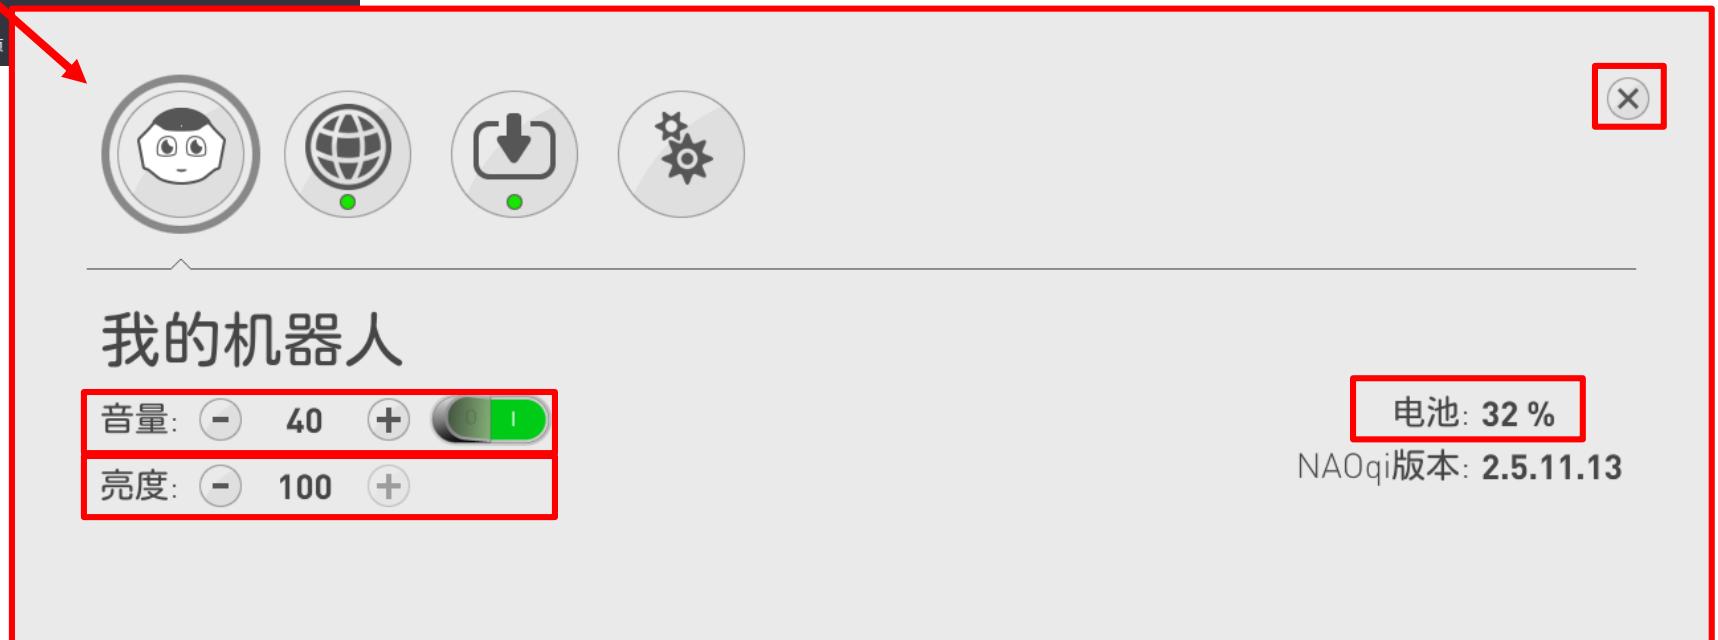 我的机器人
音量: - 40 + O I
亮度: - 100 +
电池: 32 %
NAOqi版本: 2.5.11.13